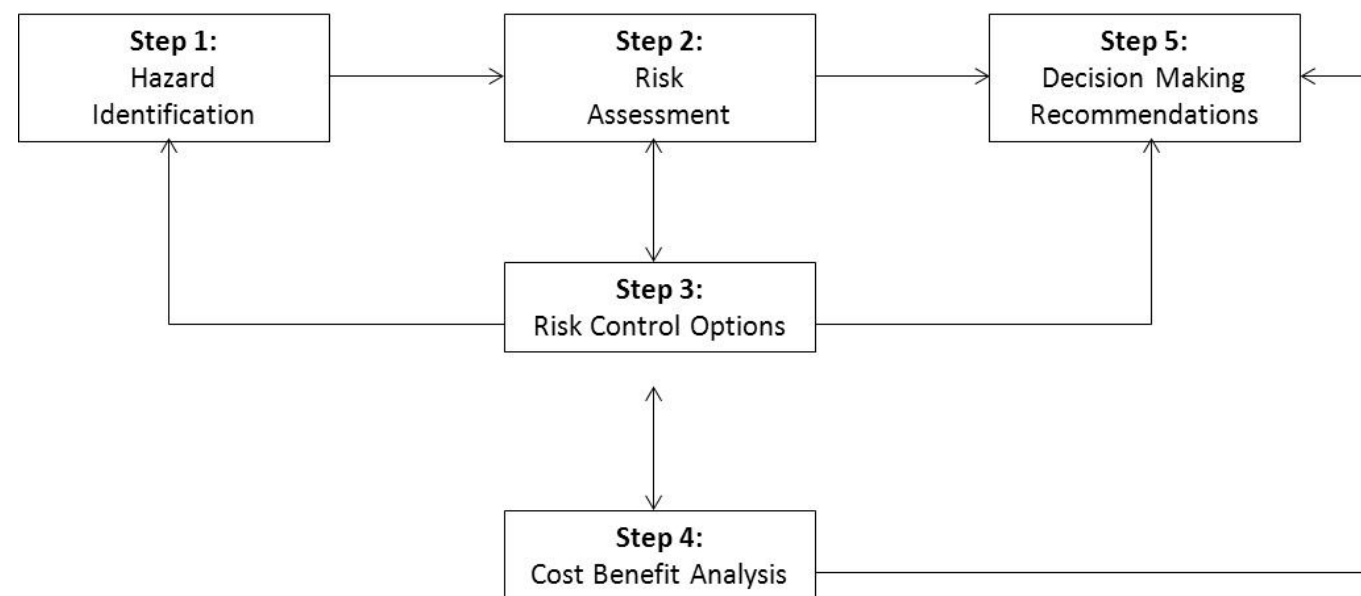 Step 1:
Hazard
Identification
Step 2:
Risk
Assessment
Step 5:
Decision Making
Recommendations
Step 3:
Risk Control Options
Step 4:
Cost Benefit Analysis